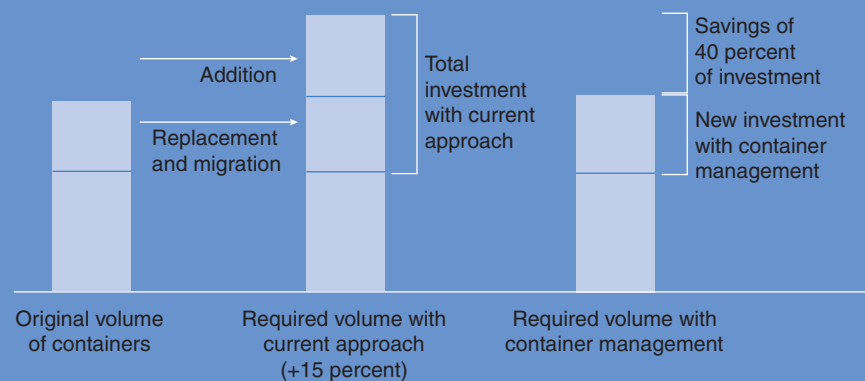 Addition
Replacement
and migration
Total
investment
with current
approach
Savings of
40 percent
of investment
New investment
with container
management
Original volume
of containers
Required volume with
current approach
(+15 percent)
Required volume with
container management